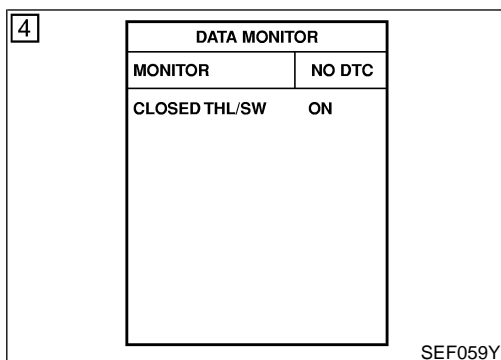 4
DATA MONITOR
MONITOR NO DTC
CLOSED THL/SW ON
SEF059Y